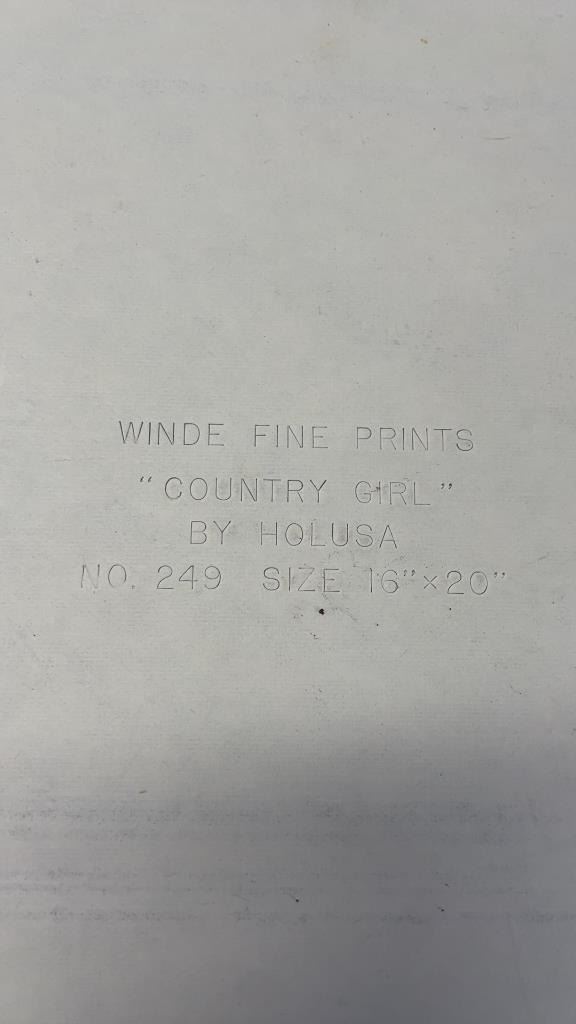 WINDE FINE PRINTS
“COUNTRY GIRL”
BY HOLUSA
NO. 249 SIZE 16”×20”